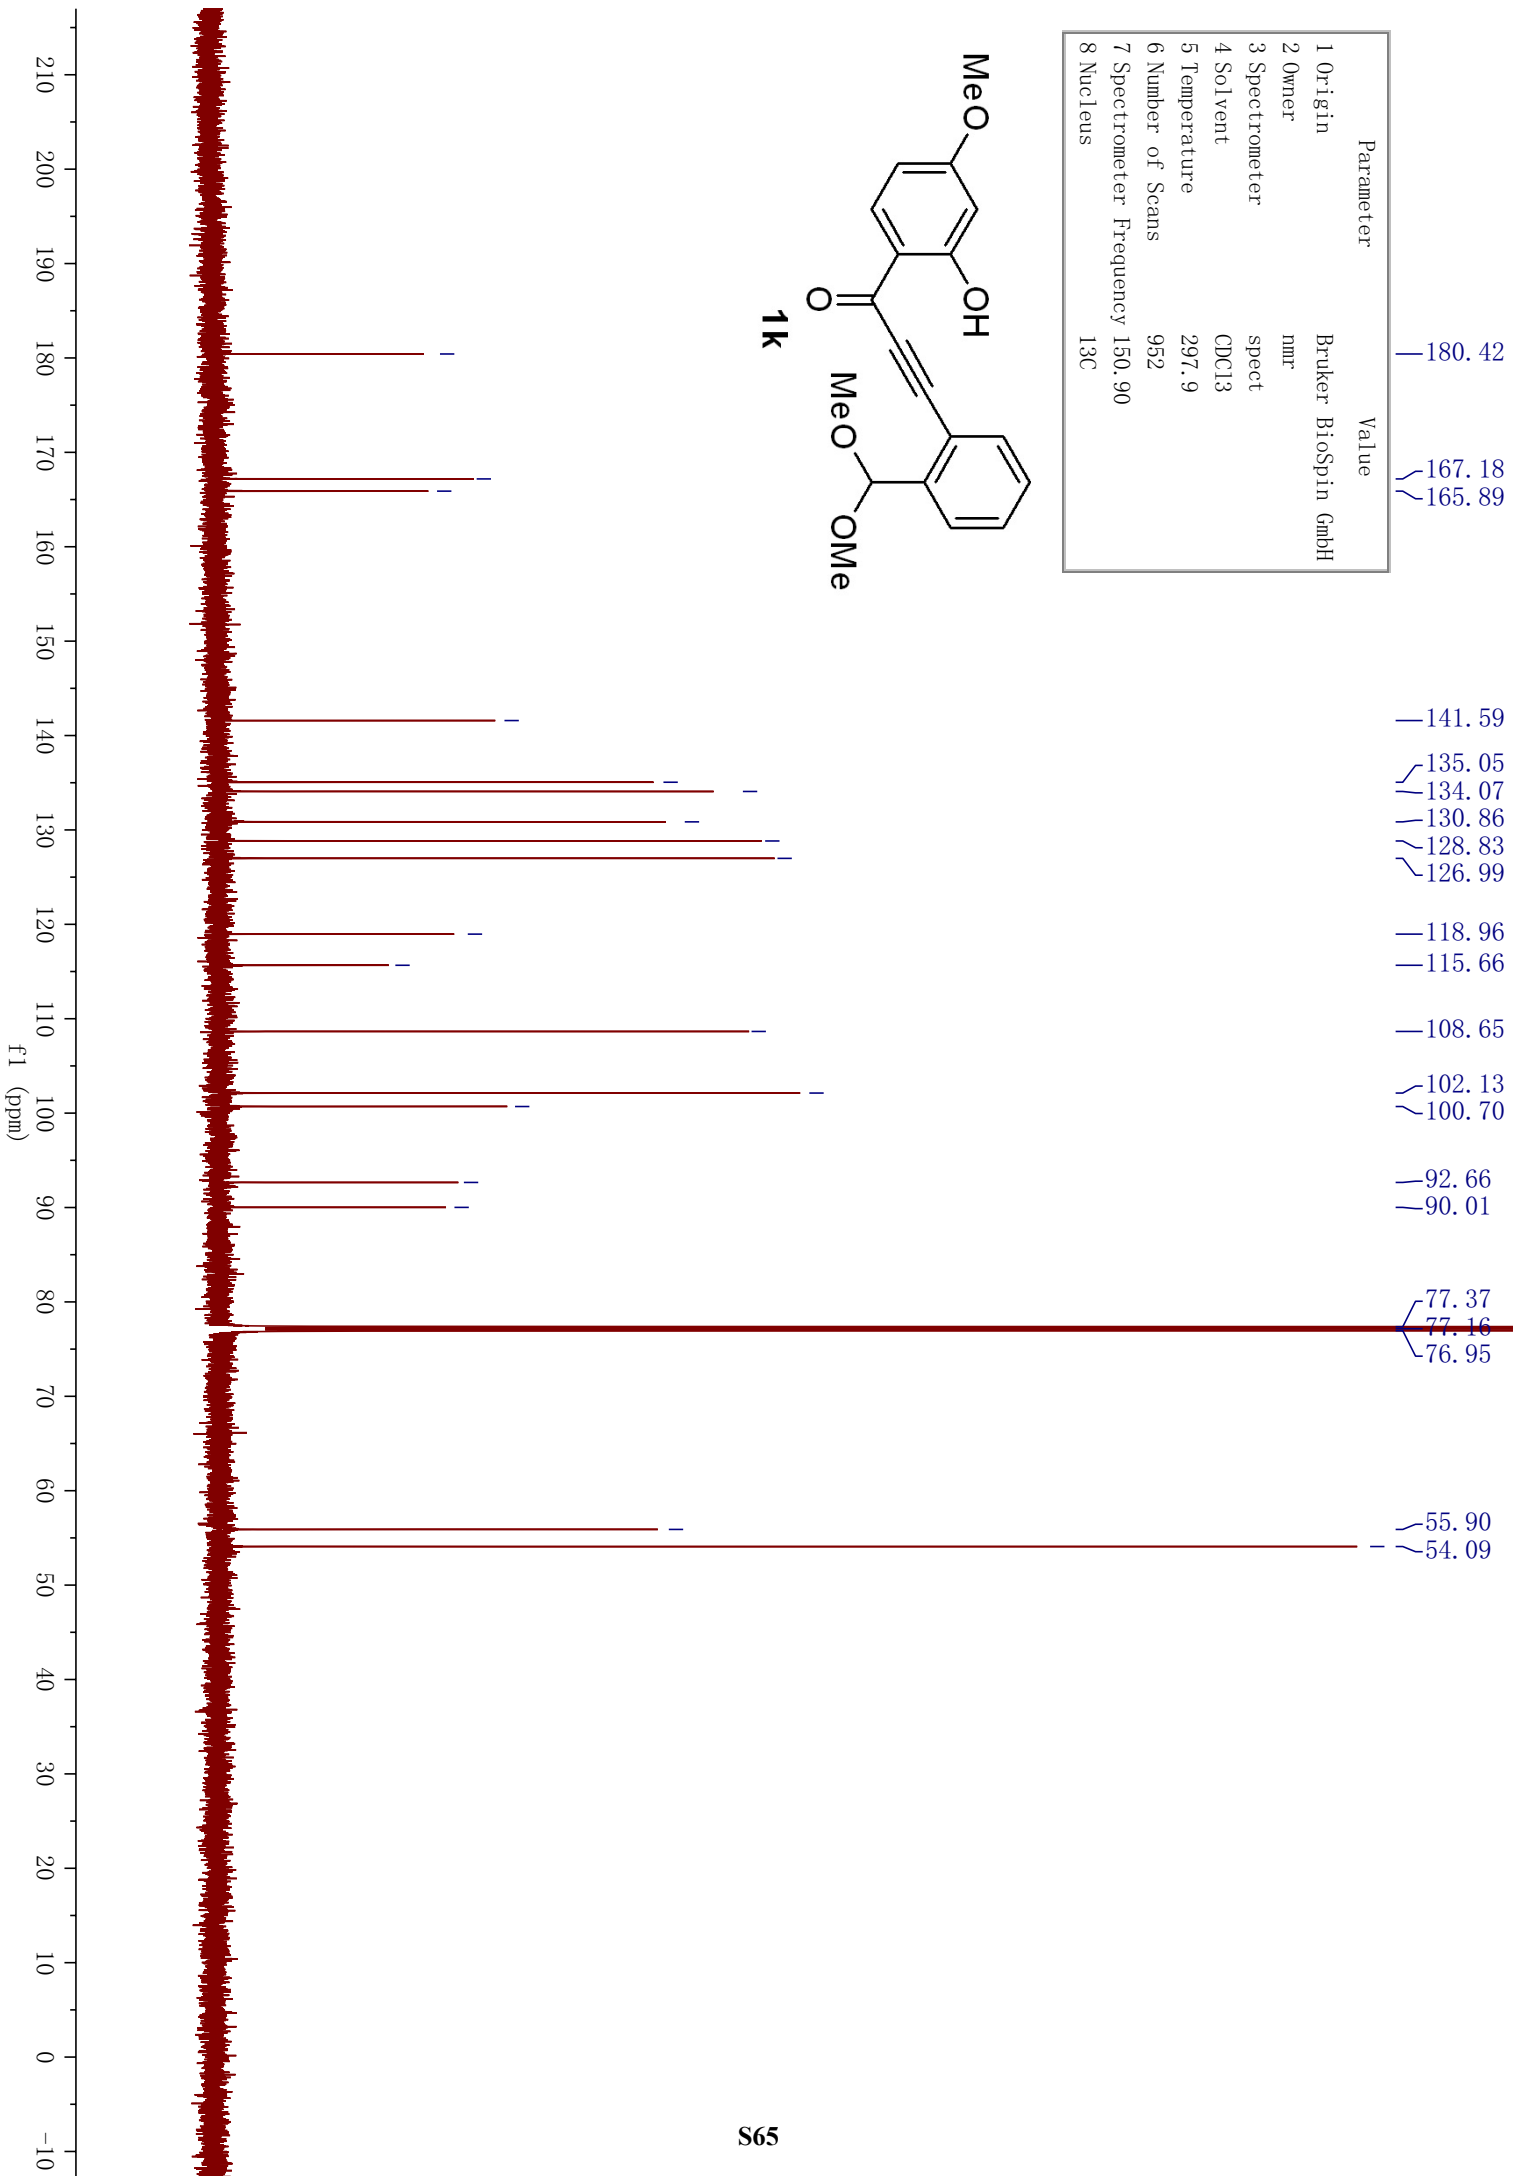 Parameter Value
1 Origin Bruker BioSpin GmbH
2 Owner nmr
3 Spectrometer spect
4 Solvent CDCl3
5 Temperature 297.9
6 Number of Scans 952
7 Spectrometer Frequency 150.90
8 Nucleus 13C
180.42
167.18
165.89
141.59
135.05
134.07
130.86
128.83
126.99
118.96
115.66
108.65
102.13
100.70
92.66
90.01
77.37
77.16
76.95
55.90
54.09
MeO
OH
O
MeO
OMe
1k
210 200 190 180 170 160 150 140 130 120 110 100 90 80 70 60 50 40 30 20 10 0 -10
f1 (ppm)
S65